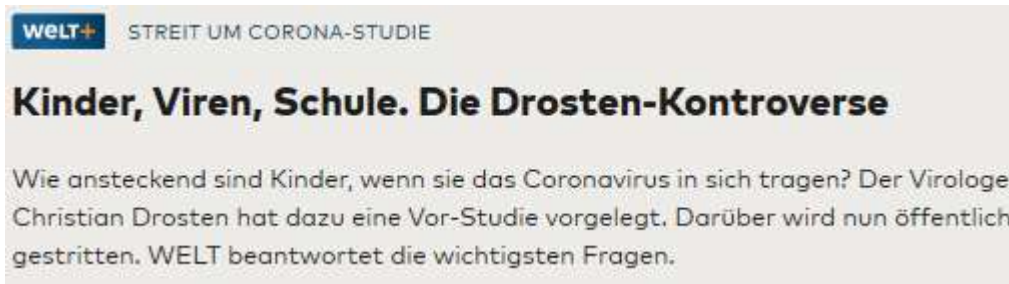 WELT+ STREIT UM CORONA-STUDIE
Kinder, Viren, Schule. Die Drosten-Kontroverse
Wie ansteckend sind Kinder, wenn sie das Coronavirus in sich tragen? Der Virologe
Christian Drosten hat dazu eine Vor-Studie vorgelegt. Darüber wird nun öffentlich
gestritten. WELT beantwortet die wichtigsten Fragen.